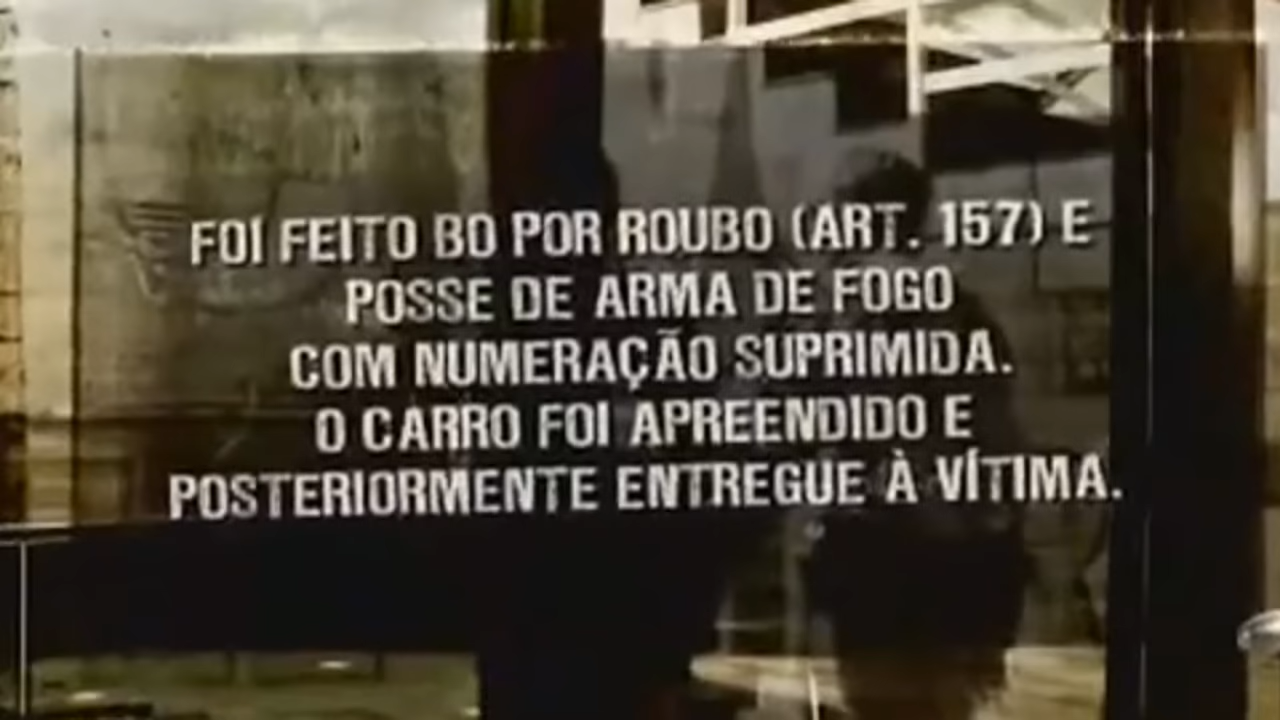 FOI FEITO BO POR ROUBO (ART. 157) E
POSSE DE ARMA DE FOGO
COM NUMERAÇÃO SUPRIMIDA.
O CARRO FOI APREENDIDO E
POSTERIORMENTE ENTREGUE À VÍTIMA.